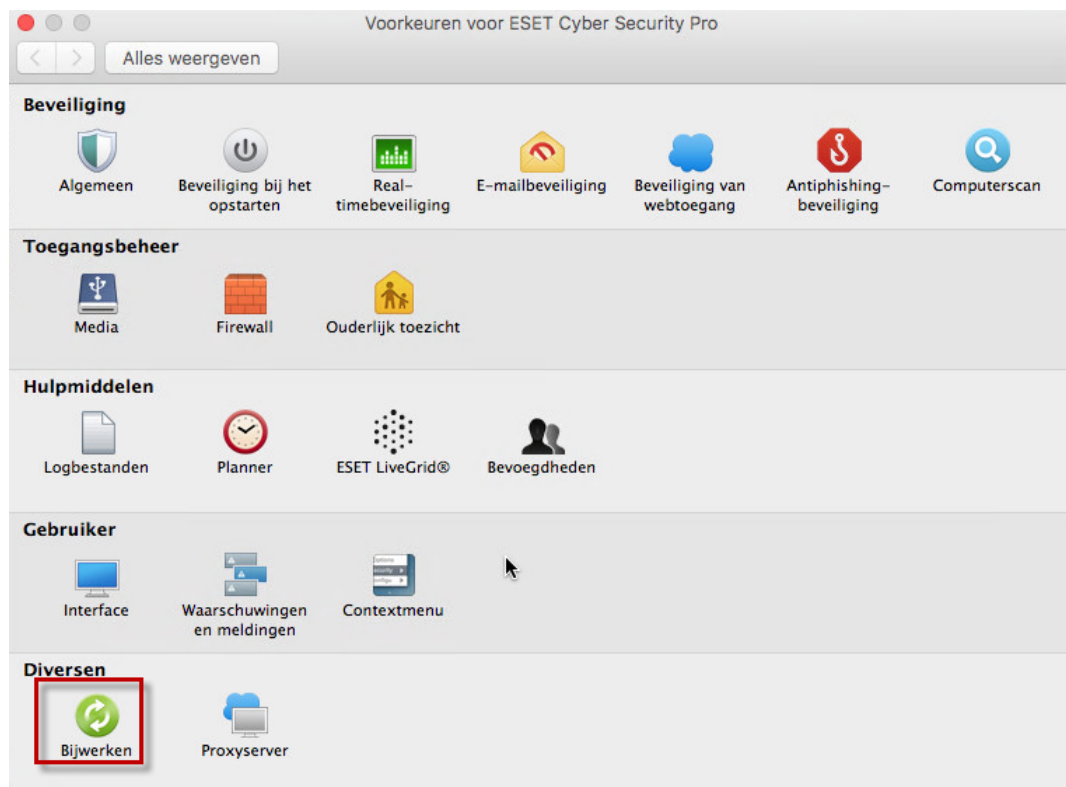 Voorkeuren voor ESET Cyber Security Pro
Alles weergeven
Beveiliging
Algemeen
Beveiliging bij het
opstarten
Real-
timebeveiliging
E-mailbeveiliging
Beveiliging van
webtoegang
Antiphishing-
beveiliging
Computerscan
Toegangsbeheer
Media
Firewall
Ouderlijk toezicht
Hulpmiddelen
Logbestanden
Planner
ESET LiveGrid®
Bevoegdheden
Gebruiker
Interface
Waarschuwingen
en meldingen
Contextmenu
Diversen
Bijwerken
Proxyserver